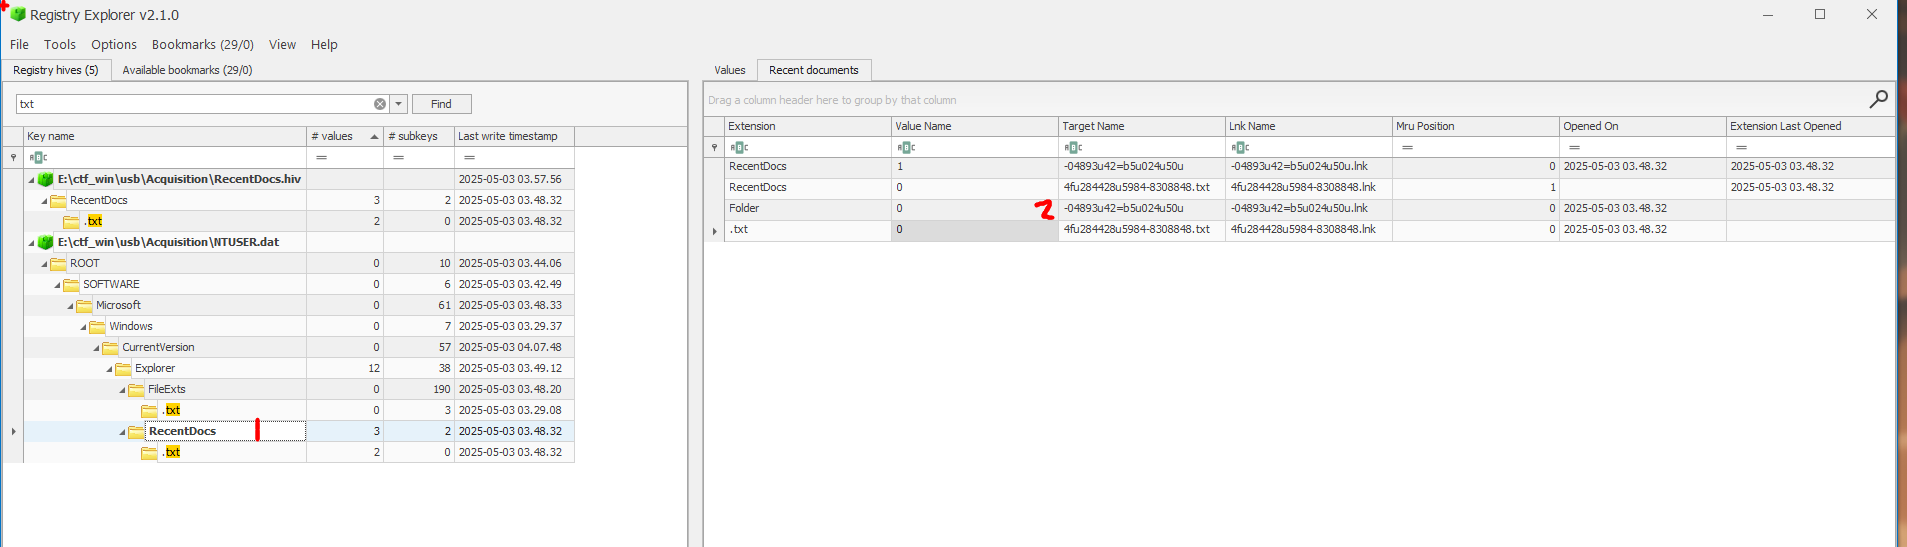 Registry Explorer v2.1.0
File Tools Options Bookmarks (29/0) View Help
Registry hives (5) Available bookmarks (29/0)
txt Find
Key name # values # subkeys Last write timestamp
ABC = = =
E:\ctf_win\usb\Acquisition\RecentDocs.hiv 2025-05-03 03.57.56
RecentDocs 3 2 2025-05-03 03.48.32
.txt 2 0 2025-05-03 03.48.32
E:\ctf_win\usb\Acquisition\NTUSER.dat
ROOT 0 10 2025-05-03 03.44.06
SOFTWARE 0 6 2025-05-03 03.42.49
Microsoft 0 61 2025-05-03 03.48.33
Windows 0 7 2025-05-03 03.29.37
CurrentVersion 0 57 2025-05-03 04.07.48
Explorer 12 38 2025-05-03 03.49.12
FileExts 0 190 2025-05-03 03.48.20
.txt 0 3 2025-05-03 03.29.08
RecentDocs 1 3 2 2025-05-03 03.48.32
.txt 2 0 2025-05-03 03.48.32
Values Recent documents
Drag a column header here to group by that column
Extension Value Name Target Name Lnk Name Mru Position Opened On Extension Last Opened
ABC ABC ABC ABC = = =
RecentDocs 1 -04893u42=b5u024u50u -04893u42=b5u024u50u.lnk 0 2025-05-03 03.48.32 2025-05-03 03.48.32
RecentDocs 0 4fu284428u5984-8308848.txt 4fu284428u5984-8308848.lnk 1 2025-05-03 03.48.32
Folder 0 2 -04893u42=b5u024u50u -04893u42=b5u024u50u.lnk 0 2025-05-03 03.48.32
.txt 0 4fu284428u5984-8308848.txt 4fu284428u5984-8308848.lnk 0 2025-05-03 03.48.32